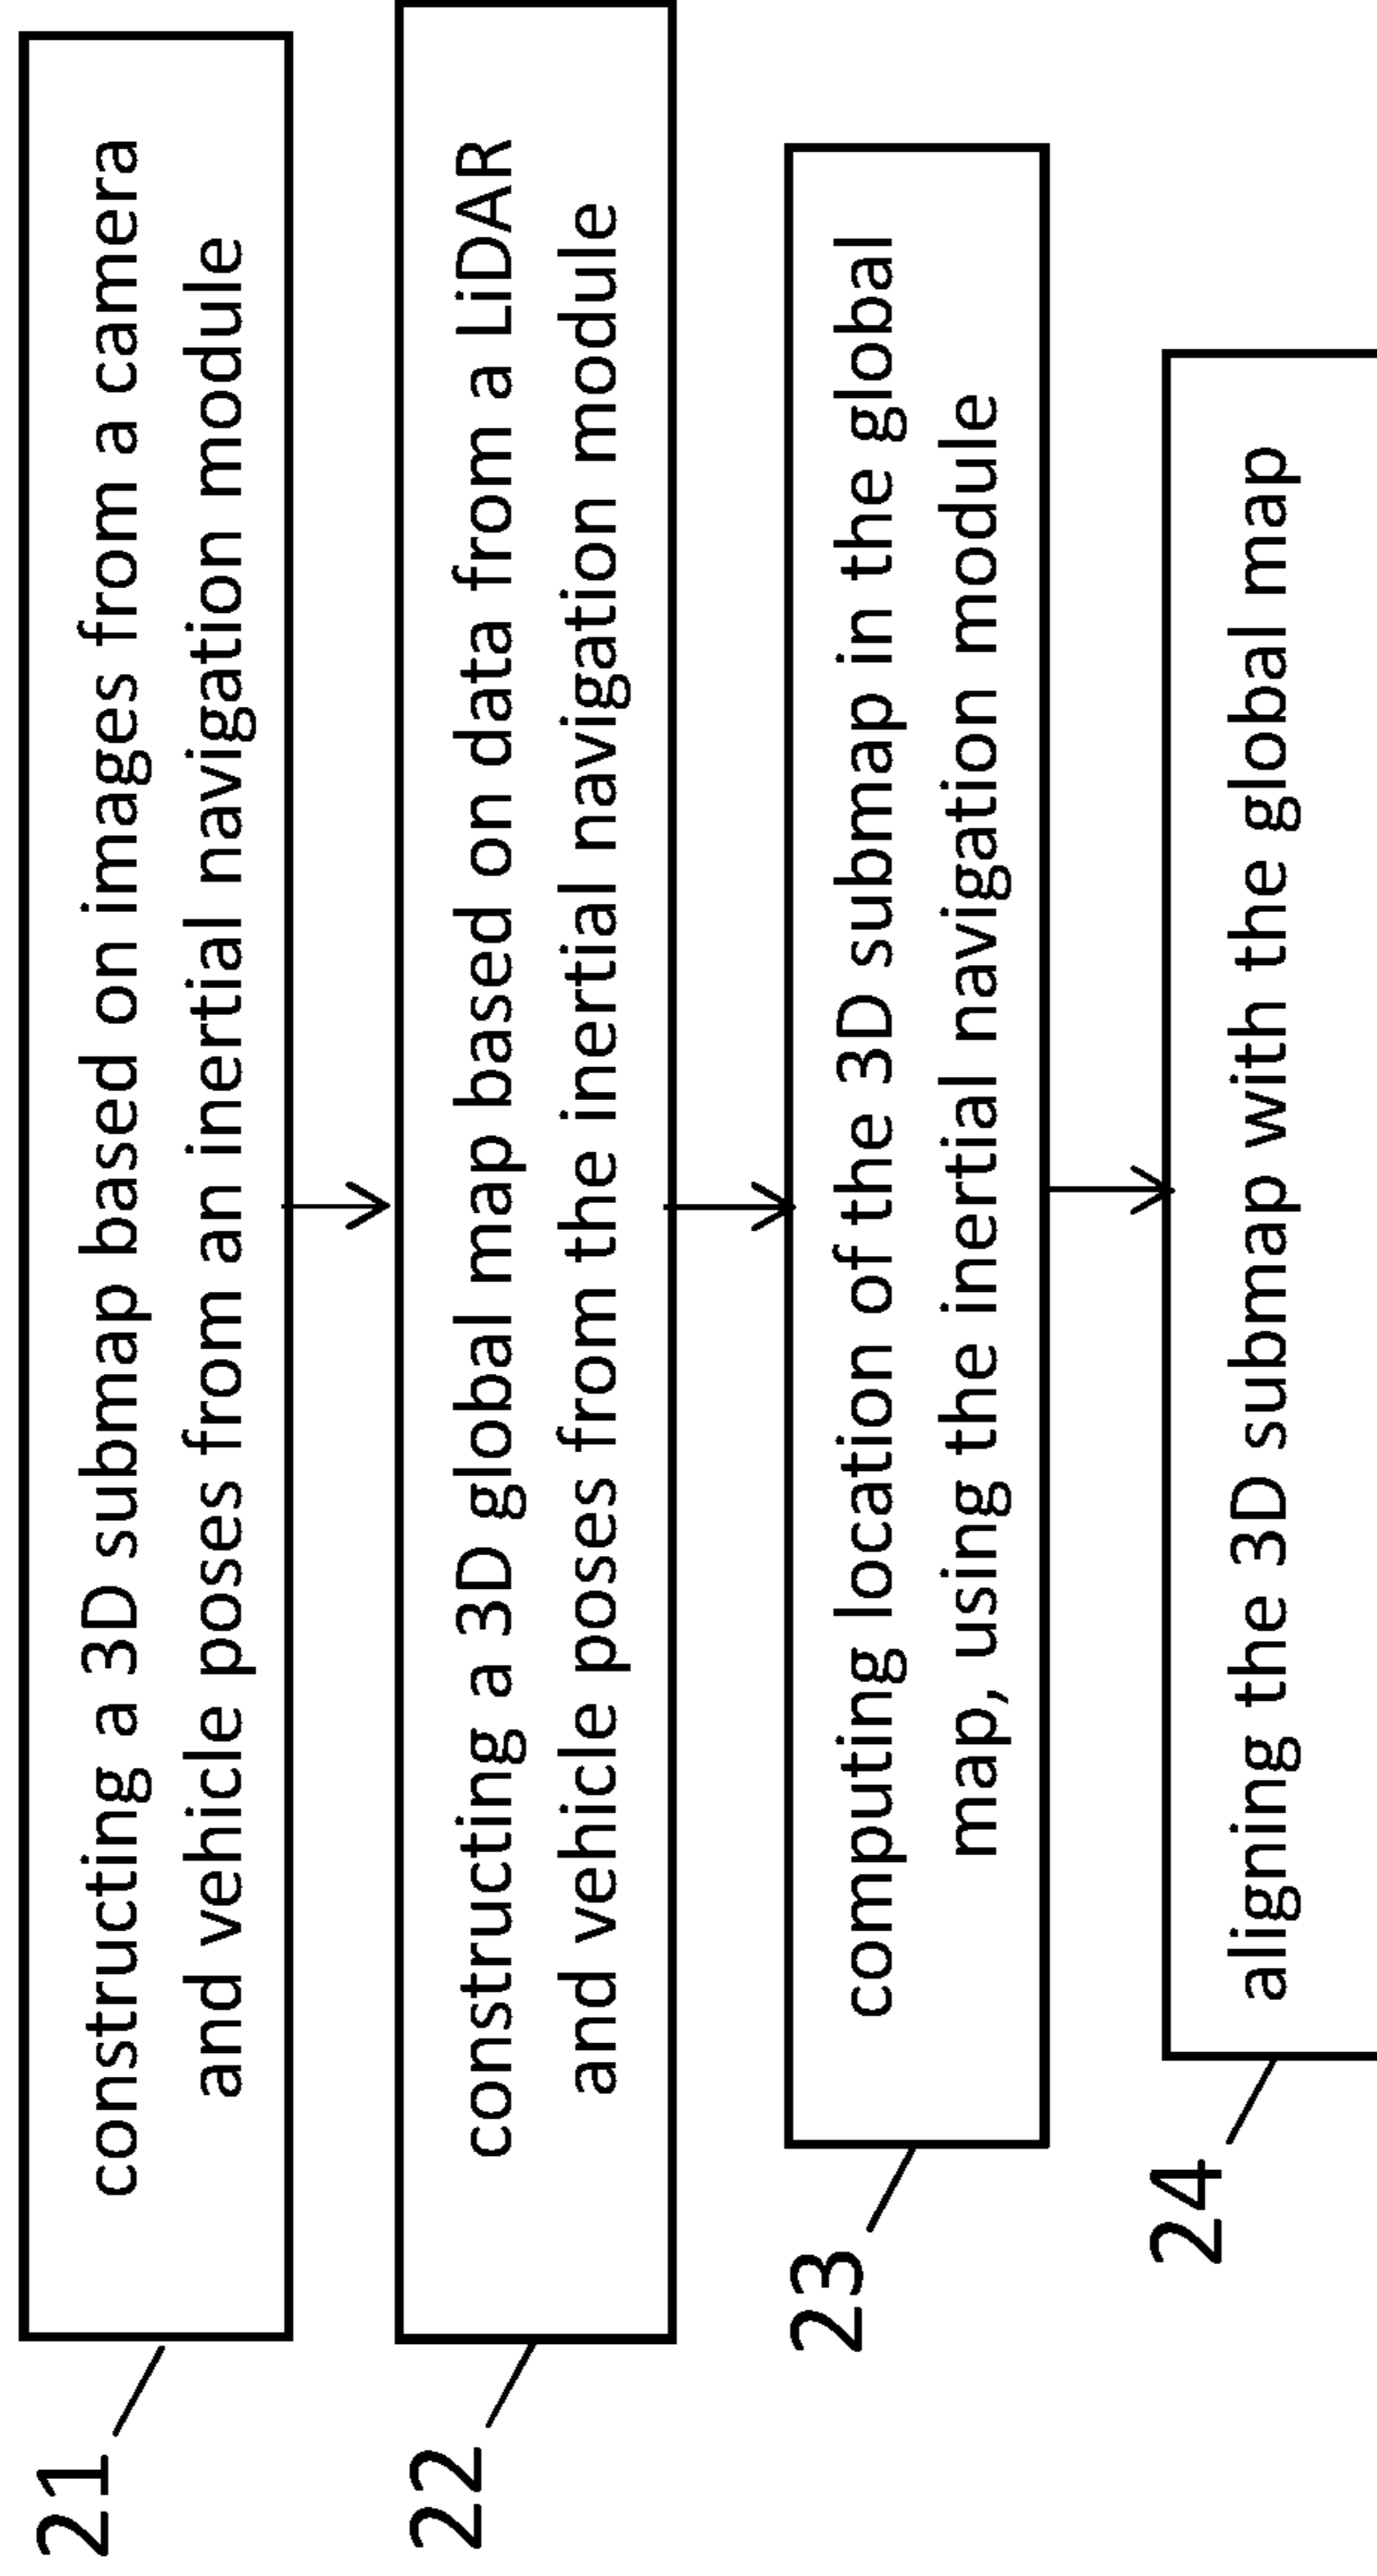 21
constructing a 3D submap based on images from a camera
and vehicle poses from an inertial navigation module
22
constructing a 3D global map based on data from a LiDAR
and vehicle poses from the inertial navigation module
23
computing location of the 3D submap in the global
map, using the inertial navigation module
24
aligning the 3D submap with the global map